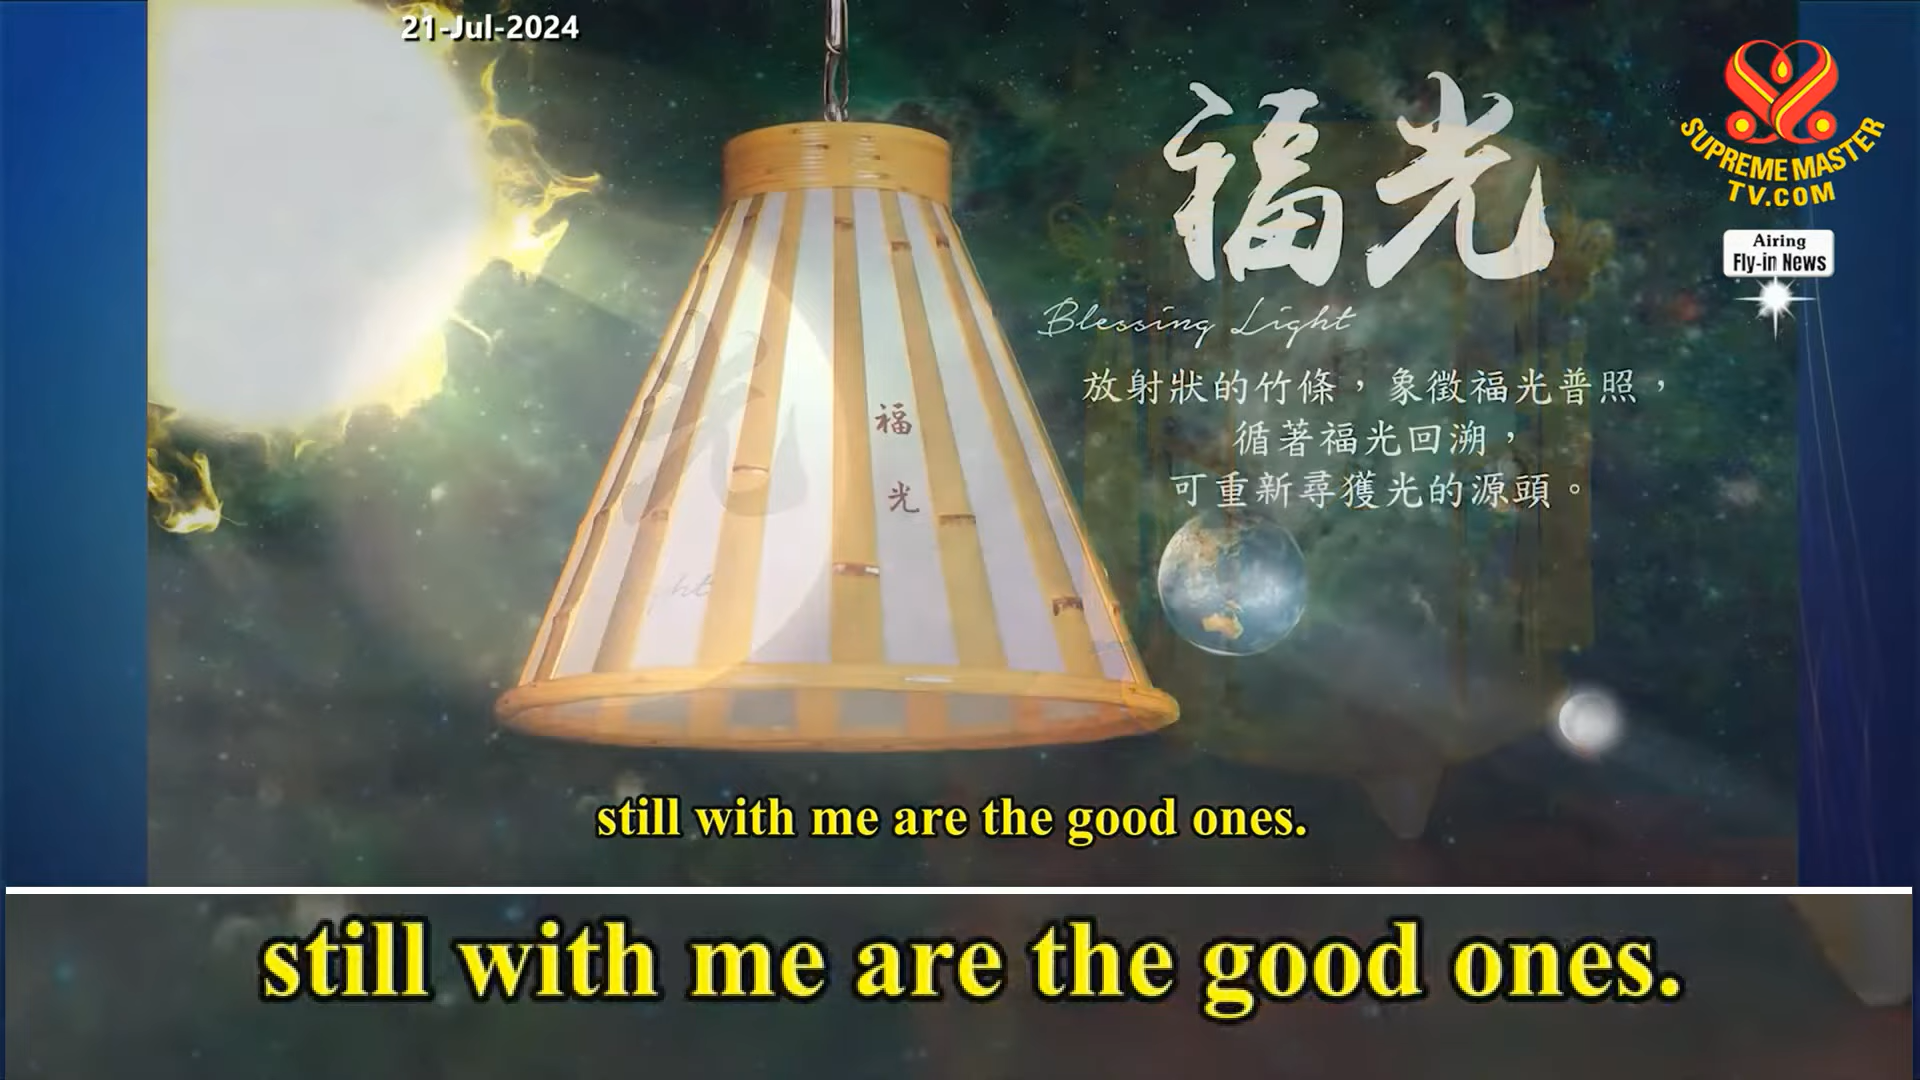 21-Jul-2024
福光
SUPREME MASTER
TV.COM
Airing
Fly-in News
Blessing Light
放射狀的竹條，象徵福光普照，
循著福光回溯，
可重新尋獲光的源頭。
福
光
still with me are the good ones.
still with me are the good ones.